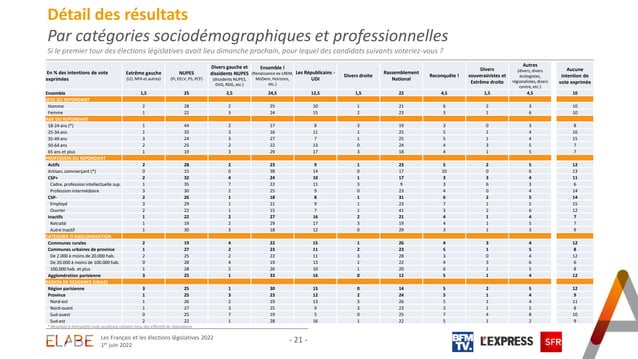 Détail des résultats
Par catégories sociodémographiques et professionnelles
Si le premier tour des élections législatives avait lieu dimanche prochain, pour lequel des candidats suivants voteriez-vous ?
En % des intentions de vote exprimées | Extrême gauche (LO, NPA et autres) | NUPES (FI, EELV, PS, PCF) | Divers gauche et dissidents NUPES (dissidents NUPES, DVG, RDG, etc.) | Ensemble ! (Renaissance ex-LREM, MoDem, Horizons, etc.) | Les Républicains - UDI | Divers droite | Rassemblement National | Reconquête ! | Divers souverainistes et Extrême droite | Autres (divers, divers écologistes, régionalistes, divers centre, etc.) | Aucune intention de vote exprimée
Ensemble 1,5 25 2,5 24,5 12,5 1,5 22 4,5 1,5 4,5 10
SEXE DU REPONDANT
Homme 2 28 2 25 10 1 21 6 2 3 10
Femme 1 22 3 24 15 2 23 3 1 6 10
AGE DU REPONDANT
18-24 ans (*) 1 44 2 17 8 3 19 3 0 3 8
25-34 ans 1 33 3 16 11 1 25 5 1 4 16
35-49 ans 3 24 3 27 7 1 25 5 1 4 15
50-64 ans 2 25 2 22 13 0 24 4 3 5 7
65 ans et plus 1 19 3 29 17 3 18 4 1 5 7
PROFESSION DU REPONDANT
Actifs 2 28 2 23 9 1 23 5 2 5 12
Artisan, commerçant (*) 0 15 0 38 14 0 17 10 0 6 13
CSP+ 2 32 4 24 10 1 17 3 3 4 11
Cadre, profession intellectuelle sup. 1 35 7 22 11 3 9 3 6 3 6
Profession intermédiaire 3 30 2 25 9 0 23 4 0 4 14
CSP- 2 26 1 18 8 1 31 6 2 5 14
Employé 3 29 1 21 9 1 23 7 1 5 15
Ouvrier 2 22 1 15 7 1 41 3 2 6 12
Inactifs 1 22 2 27 16 2 21 4 1 4 7
Retraité 1 19 2 29 17 3 19 4 1 5 7
Autre inactif 1 30 3 18 12 0 29 3 1 3 9
CATEGORIE D'AGGLOMERATION
Communes rurales 2 19 4 22 15 1 26 4 3 4 12
Communes urbaines de province 1 27 2 23 11 2 23 5 1 5 8
De 2.000 à moins de 20.000 hab. 2 25 2 22 11 3 28 3 0 4 12
De 20.000 à moins de 100.000 hab. 0 28 4 19 13 1 22 4 3 6 6
100.000 hab. et plus 1 28 2 26 10 1 20 6 1 5 8
Agglomération parisienne 3 25 1 33 16 0 12 5 1 4 12
REGION DE RESIDENCE (UDA5)
Région parisienne 3 25 1 30 15 0 14 5 2 5 12
Province 1 25 3 23 12 2 24 5 1 4 9
Nord-est 1 26 2 19 13 3 26 5 1 4 11
Nord-ouest 1 27 3 25 9 3 23 3 1 5 8
Sud-ouest 0 25 7 19 5 0 25 7 4 8 10
Sud-est 2 22 1 28 16 1 22 5 1 2 9
* Résultats à interpréter avec prudence compte tenu des effectifs de répondants
ELABE
Les Français et les élections législatives 2022
1er juin 2022
- 21 -
BFM TV.
L'EXPRESS
SFR